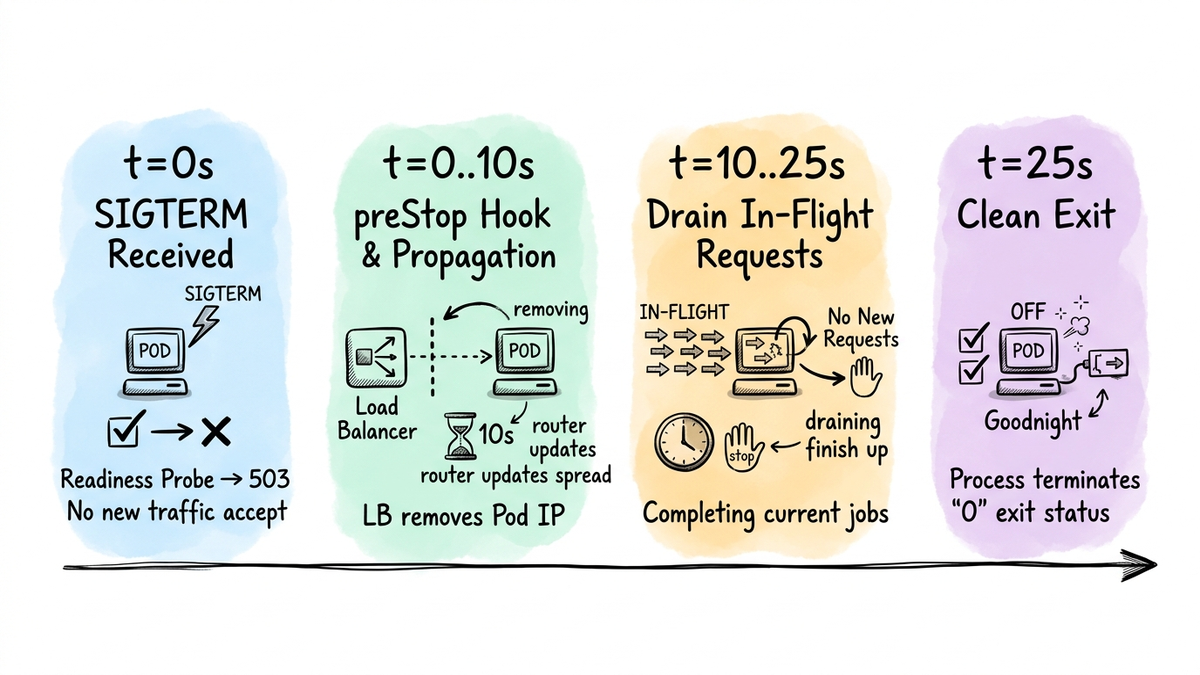 t=0s
SIGTERM
Received
SIGTERM
POD
Readiness Probe → 503
No new traffic accept
t=0..10s
preStop Hook
& Propagation
removing
POD
Load
Balancer
10s
router
updates
router updates spread
LB removes Pod IP
t=10..25s
Drain In-Flight
Requests
IN-FLIGHT
No New
Requests
stop
draining
finish up
Completing current jobs
t=25s
Clean Exit
OFF
POD
Goodnight
Process terminates
“0” exit status